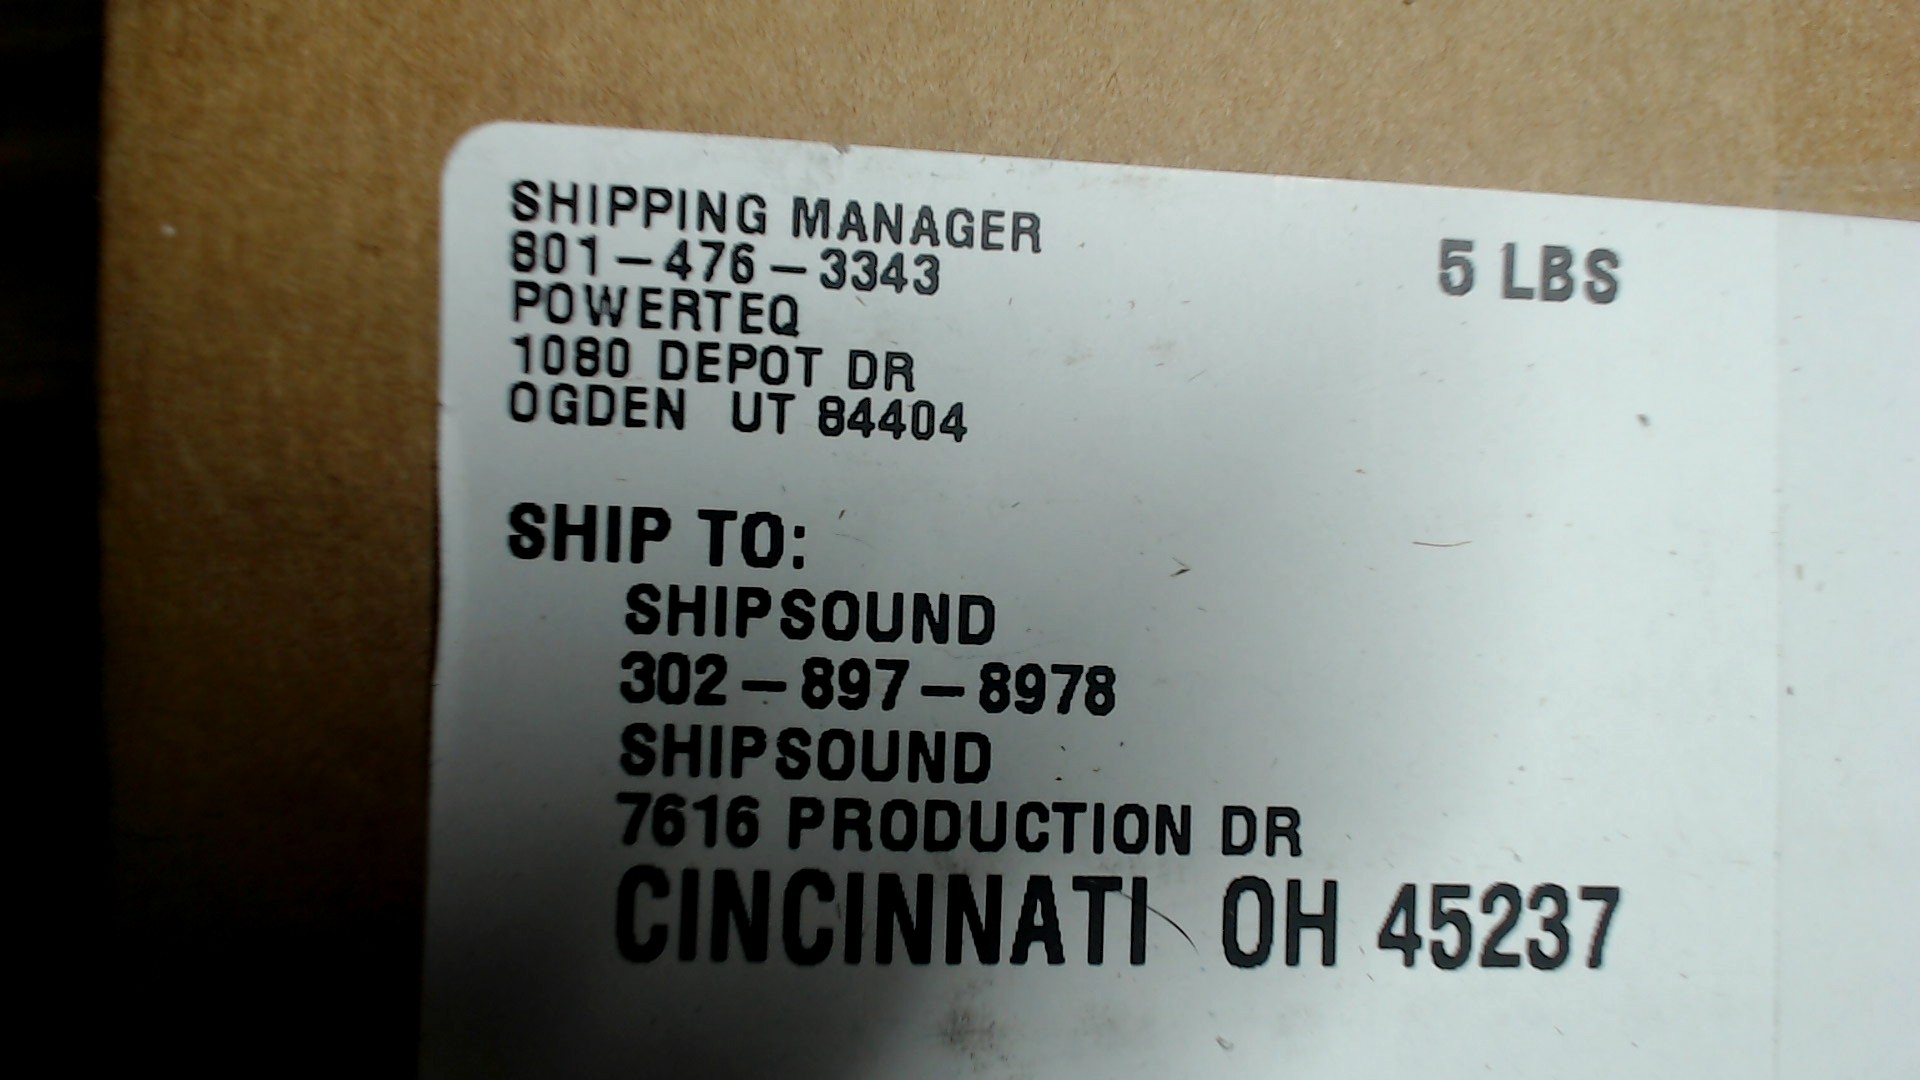 SHIPPING MANAGER
801-476-3343
5 LBS
POWERTEQ
1080 DEPOT DR
OGDEN UT 84404
SHIP TO:
SHIPSOUND
302-897-8978
SHIPSOUND
7616 PRODUCTION DR
CINCINNATI OH 45237